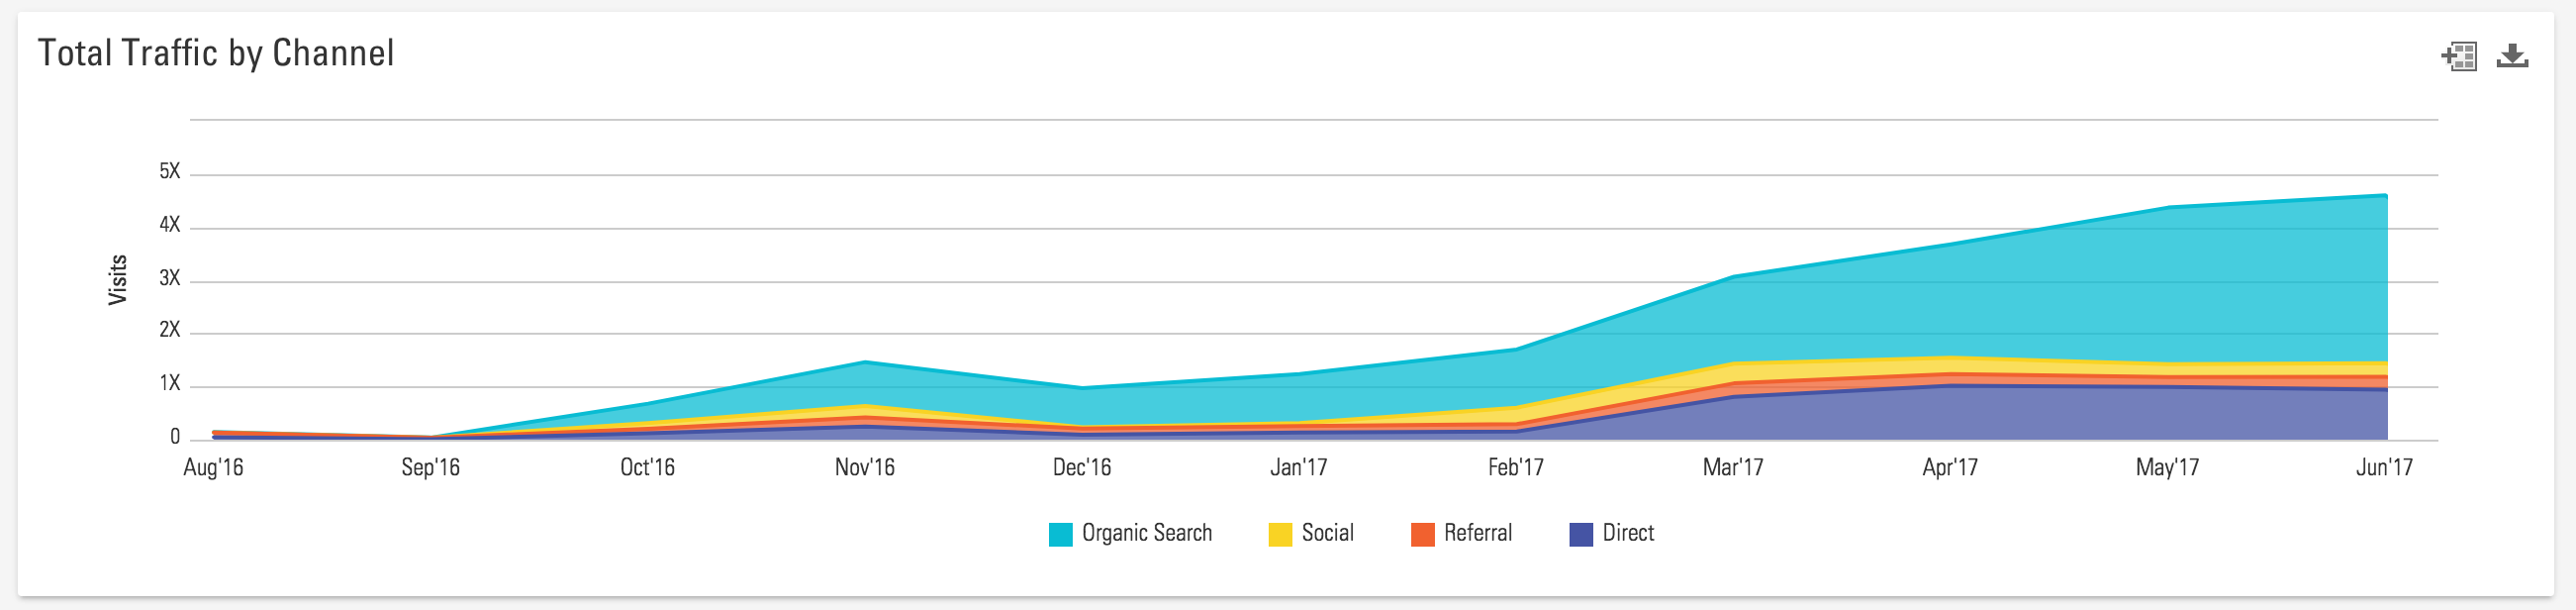 Total Traffic by Channel
5X
4X
3X
2X
1X
0
Visits
Aug'16 Sep'16 Oct'16 Nov'16 Dec'16 Jan'17 Feb'17 Mar'17 Apr'17 May'17 Jun'17
Organic Search Social Referral Direct